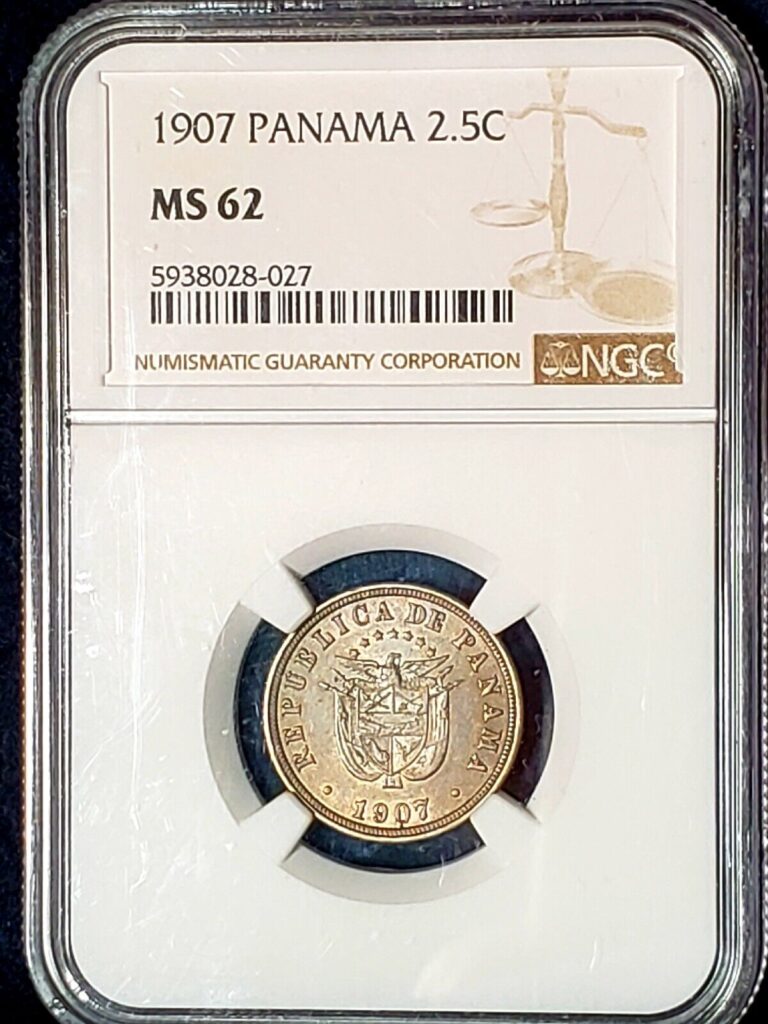 1907 PANAMA 2.5C
MS 62
5938028-027
NUMISMATIC GUARANTY CORPORATION
NGC
REPUBLICA DE PANAMA
· 1907 ·